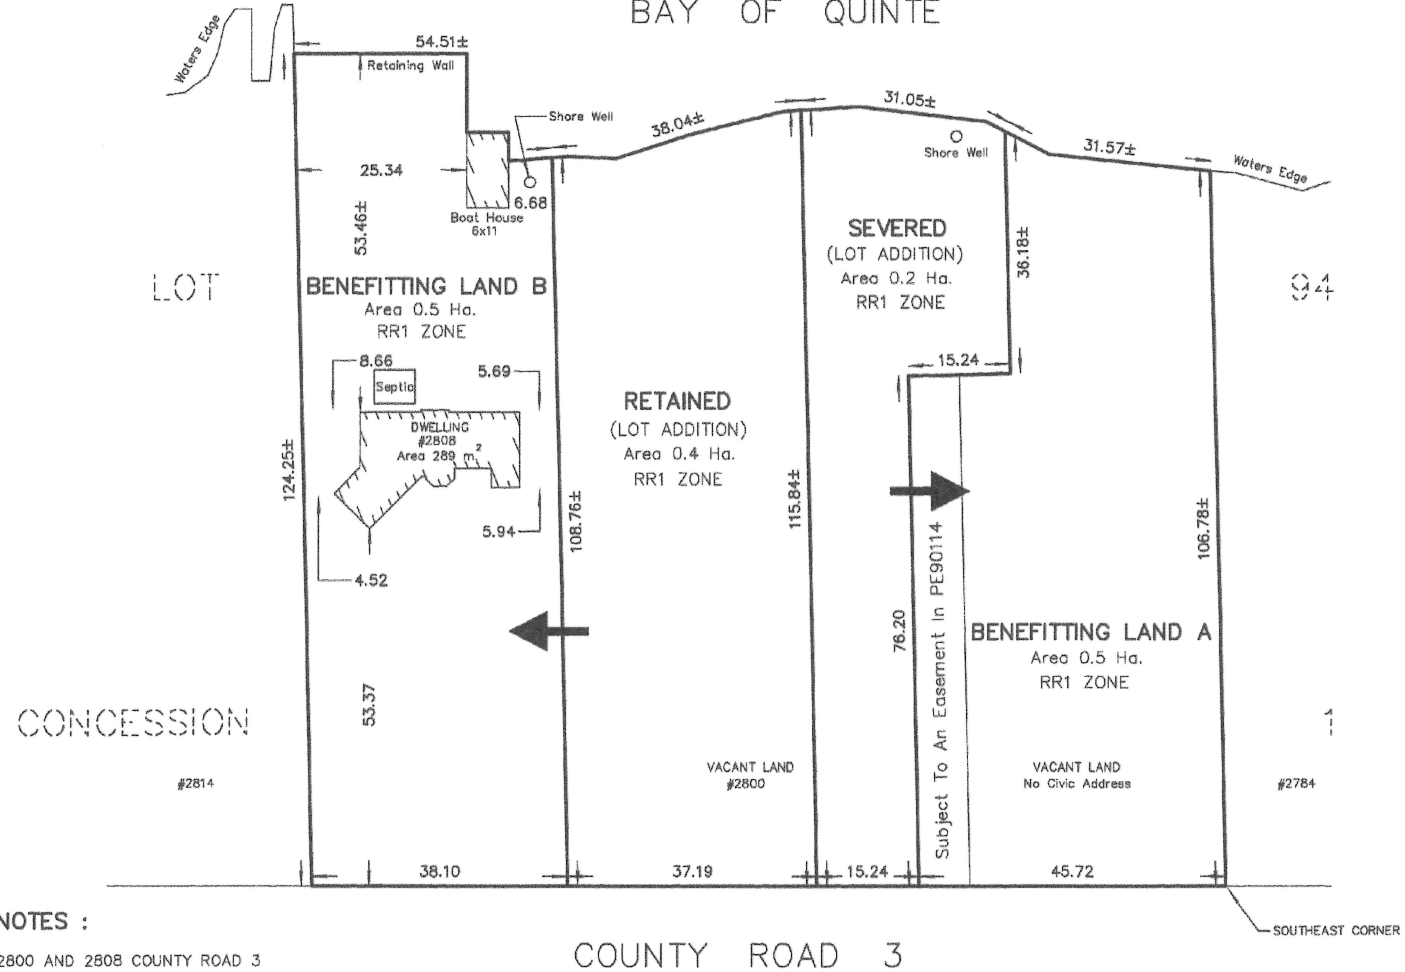 BAY OF QUINTE
Waters Edge
54.51±
Retaining Wall
Shore Well
38.04±
31.05±
Shore Well
31.57±
Waters Edge
25.34
6.68
Boat House
6x11
53.46±
SEVERED
(LOT ADDITION)
Area 0.2 Ha.
RR1 ZONE
36.18±
LOT
94
BENEFITTING LAND B
Area 0.5 Ha.
RR1 ZONE
8.66
Septic
5.69
15.24
RETAINED
(LOT ADDITION)
Area 0.4 Ha.
RR1 ZONE
DWELLING
#2808
Area 289 m2
124.25±
108.76±
115.84±
106.78±
5.94
4.52
76.20
Subject To An Easement In PE90114
BENEFITTING LAND A
Area 0.5 Ha.
RR1 ZONE
53.37
CONCESSION
1
#2814
VACANT LAND
#2800
VACANT LAND
No Civic Address
#2784
38.10
37.19
15.24
45.72
NOTES :
SOUTHEAST CORNER
2800 AND 2808 COUNTY ROAD 3
COUNTY ROAD 3